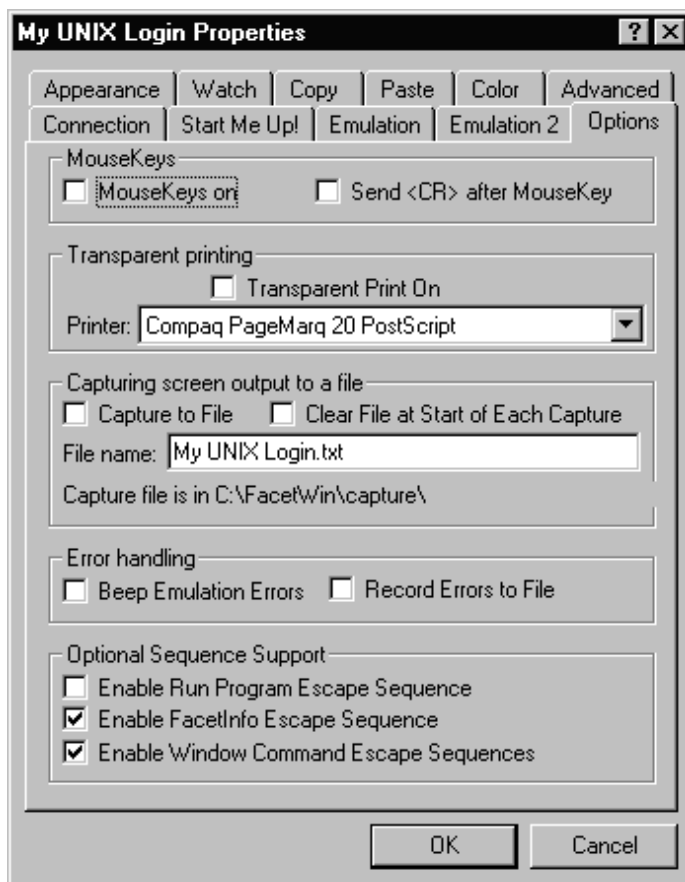 My UNIX Login Properties
Appearance Watch Copy Paste Color Advanced
Connection Start Me Up! Emulation Emulation 2 Options
MouseKeys
MouseKeys on Send <CR> after MouseKey
Transparent printing
Transparent Print On
Printer: Compaq PageMarq 20 PostScript
Capturing screen output to a file
Capture to File Clear File at Start of Each Capture
File name: My UNIX Login.txt
Capture file is in C:\FacetWin\capture\
Error handling
Beep Emulation Errors Record Errors to File
Optional Sequence Support
Enable Run Program Escape Sequence
Enable FacetInfo Escape Sequence
Enable Window Command Escape Sequences
OK Cancel